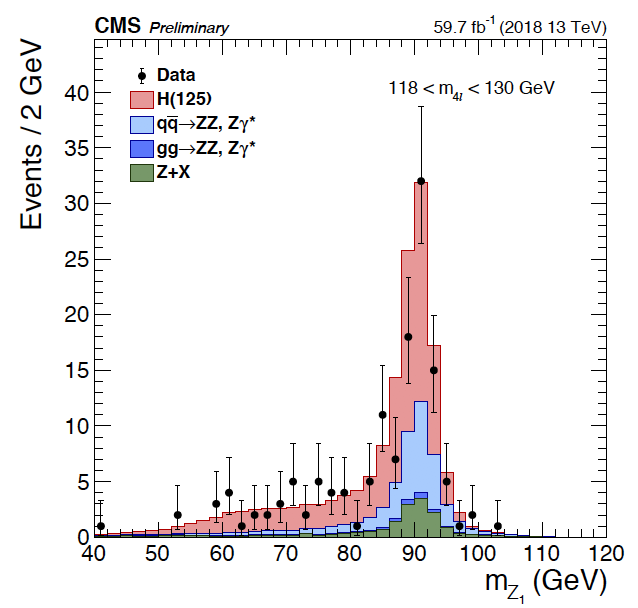 CMS Preliminary 59.7 fb⁻¹ (2018 13 TeV)
Events / 2 GeV
40
35
30
25
20
15
10
5
0
Data
H(125)
qq̅→ZZ, Zγ*
gg→ZZ, Zγ*
Z+X
118 < m₄ₗ < 130 GeV
40 50 60 70 80 90 100 110 120
m_Z₁ (GeV)